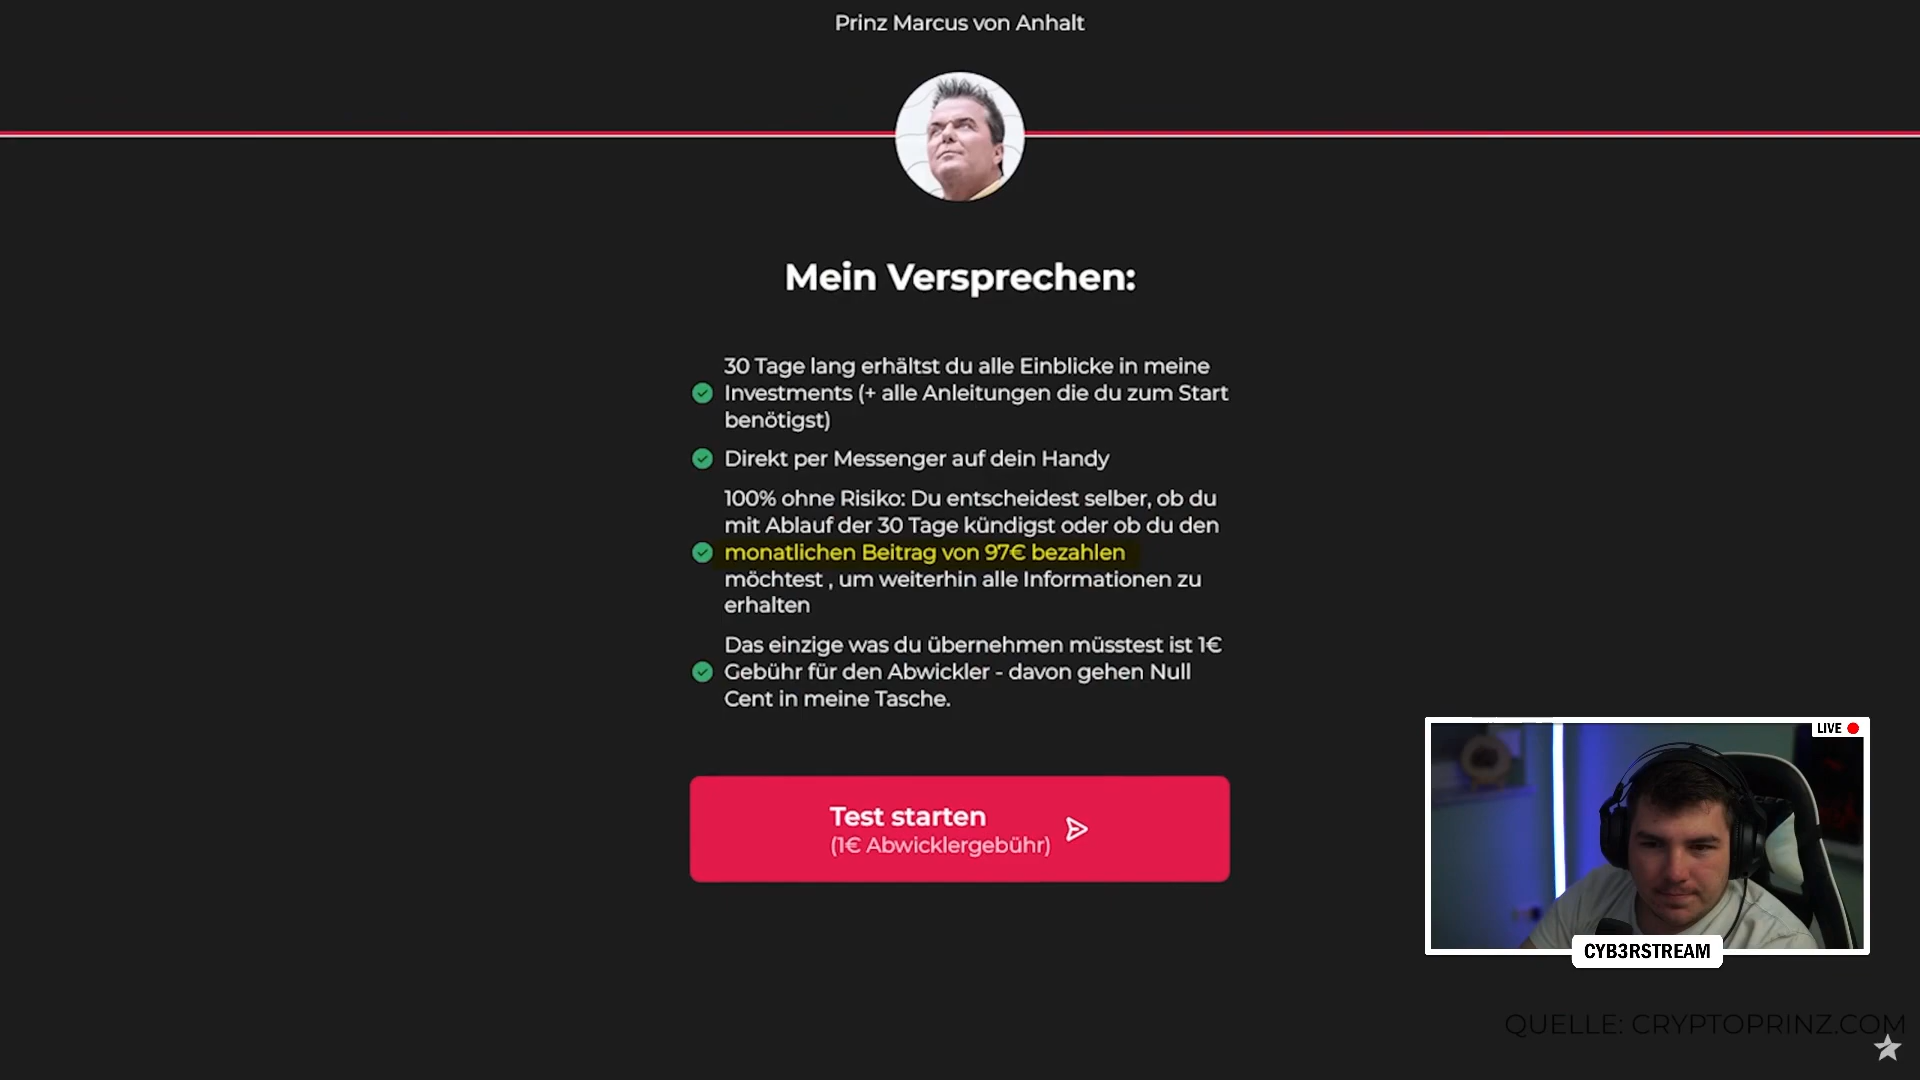 Prinz Marcus von Anhalt
Mein Versprechen:
30 Tage lang erhältst du alle Einblicke in meine
Investments (+ alle Anleitungen die du zum Start
benötigst)
Direkt per Messenger auf dein Handy
100% ohne Risiko: Du entscheidest selber, ob du
mit Ablauf der 30 Tage kündigst oder ob du den
monatlichen Beitrag von 97€ bezahlen
möchtest , um weiterhin alle Informationen zu
erhalten
Das einzige was du übernehmen müsstest ist 1€
Gebühr für den Abwickler - davon gehen Null
Cent in meine Tasche.
Test starten
(1€ Abwicklergebühr)
LIVE
CYB3RSTREAM
QUELLE: CRYPTOPRINZ.COM